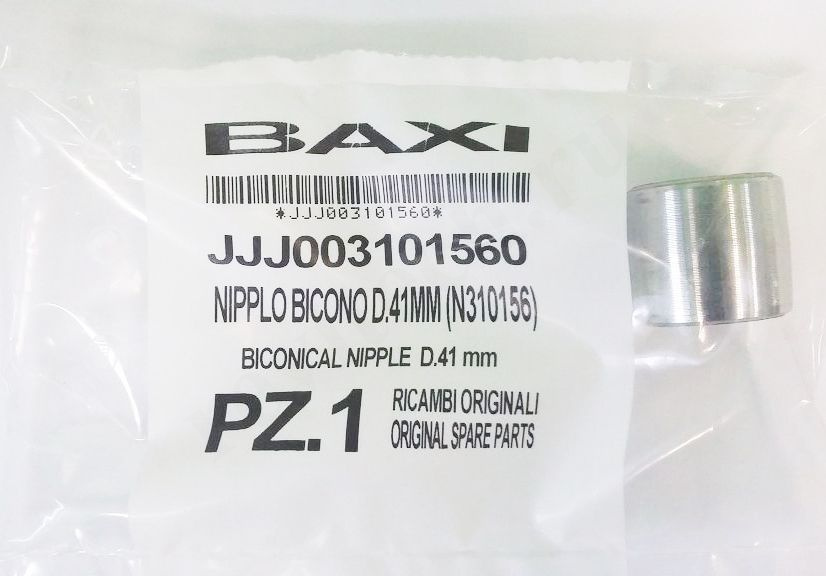 BAXI
*JJJ003101560*
JJJ003101560
NIPPLO BICONO D.41MM (N310156)
BICONICAL NIPPLE D.41 mm
PZ.1
RICAMBI ORIGINALI
ORIGINAL SPARE PARTS